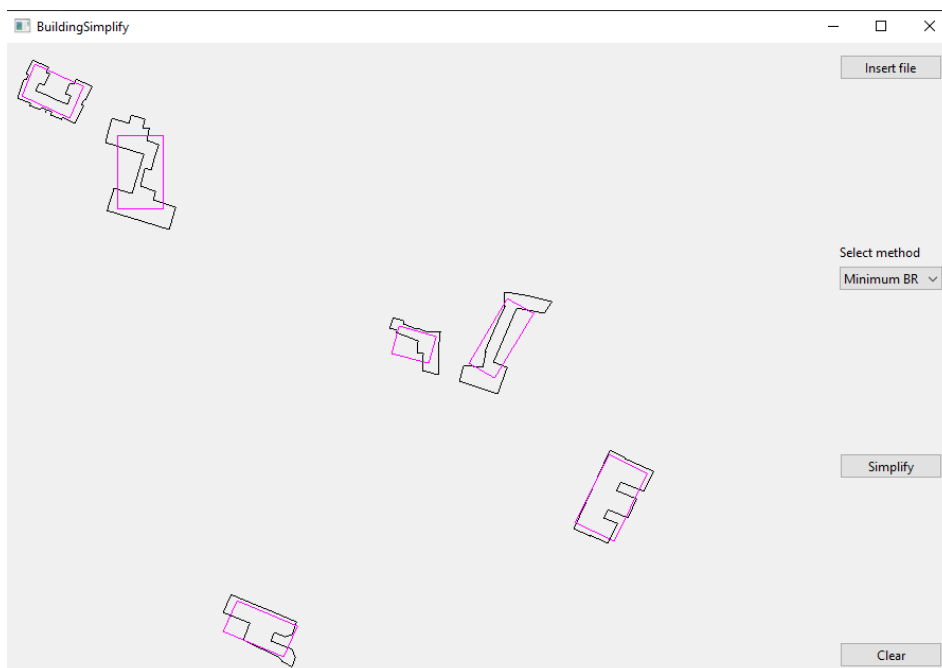 BuildingSimplify
Insert file
Select method
Minimum BR
Simplify
Clear